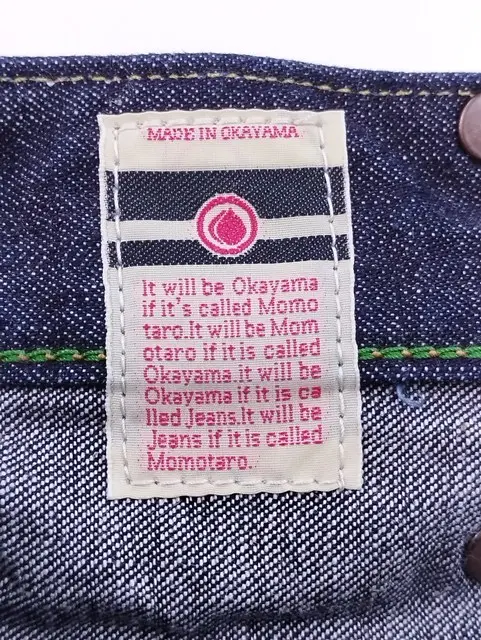 MADE IN OKAYAMA
It will be Okayama
if it's called Momo
taro.It will be Mom
otaro if it is called
Okayama.it will be
Okayama if it is ca
lled Jeans.It will be
Jeans if it is called
Momotaro.